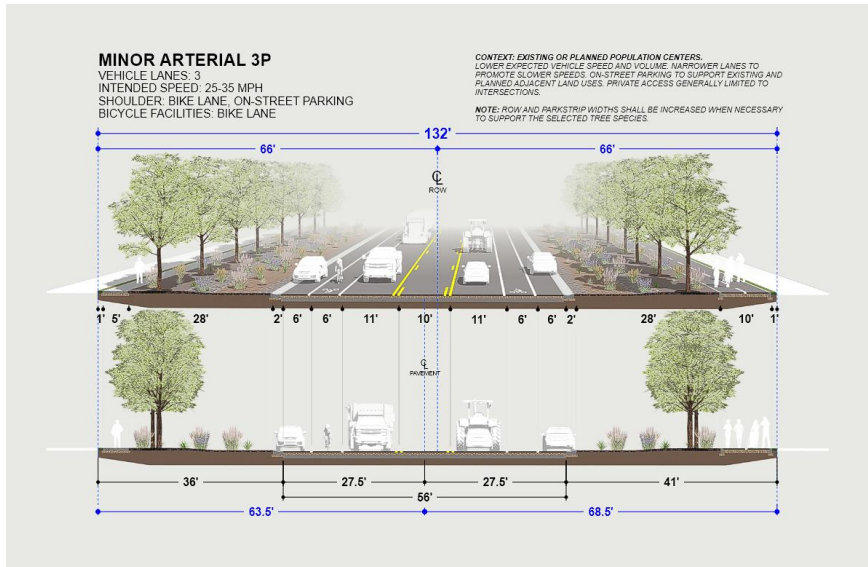 MINOR ARTERIAL 3P
VEHICLE LANES: 3
INTENDED SPEED: 25-35 MPH
SHOULDER: BIKE LANE, ON-STREET PARKING
BICYCLE FACILITIES: BIKE LANE
CONTEXT: EXISTING OR PLANNED POPULATION CENTERS.
LOWER EXPECTED VEHICLE SPEED AND VOLUME. NARROWER LANES TO
PROMOTE SLOWER SPEEDS. ON-STREET PARKING TO SUPPORT EXISTING AND
PLANNED ADJACENT LAND USES. PRIVATE ACCESS GENERALLY LIMITED TO
INTERSECTIONS.
NOTE: ROW AND PARKSTRIP WIDTHS SHALL BE INCREASED WHEN NECESSARY
TO SUPPORT THE SELECTED TREE SPECIES.
132'
66' 66'
CL
ROW
1' 5' 28' 2' 6' 6' 11' 10' 11' 6' 6' 2' 28' 10' 1'
CL
PAVEMENT
36' 27.5' 27.5' 41'
56'
63.5' 68.5'